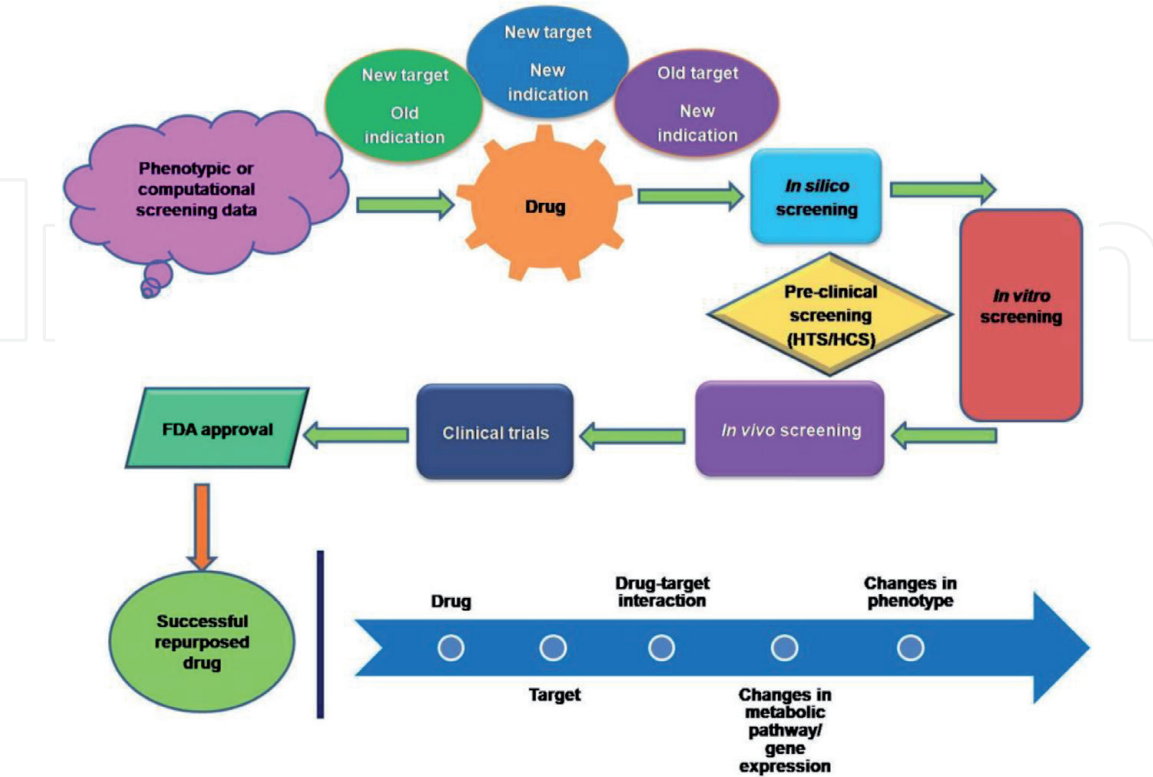 New target
New
indication
New target
Old
indication
Old target
New
indication
Phenotypic or
computational
screening data
Drug
In silico
screening
Pre-clinical
screening
(HTS/HCS)
In vitro
screening
FDA approval
Clinical trials
In vivo screening
Successful
repurposed
drug
Drug
Target
Drug-target
interaction
Changes in
metabolic
pathway/
gene
expression
Changes in
phenotype